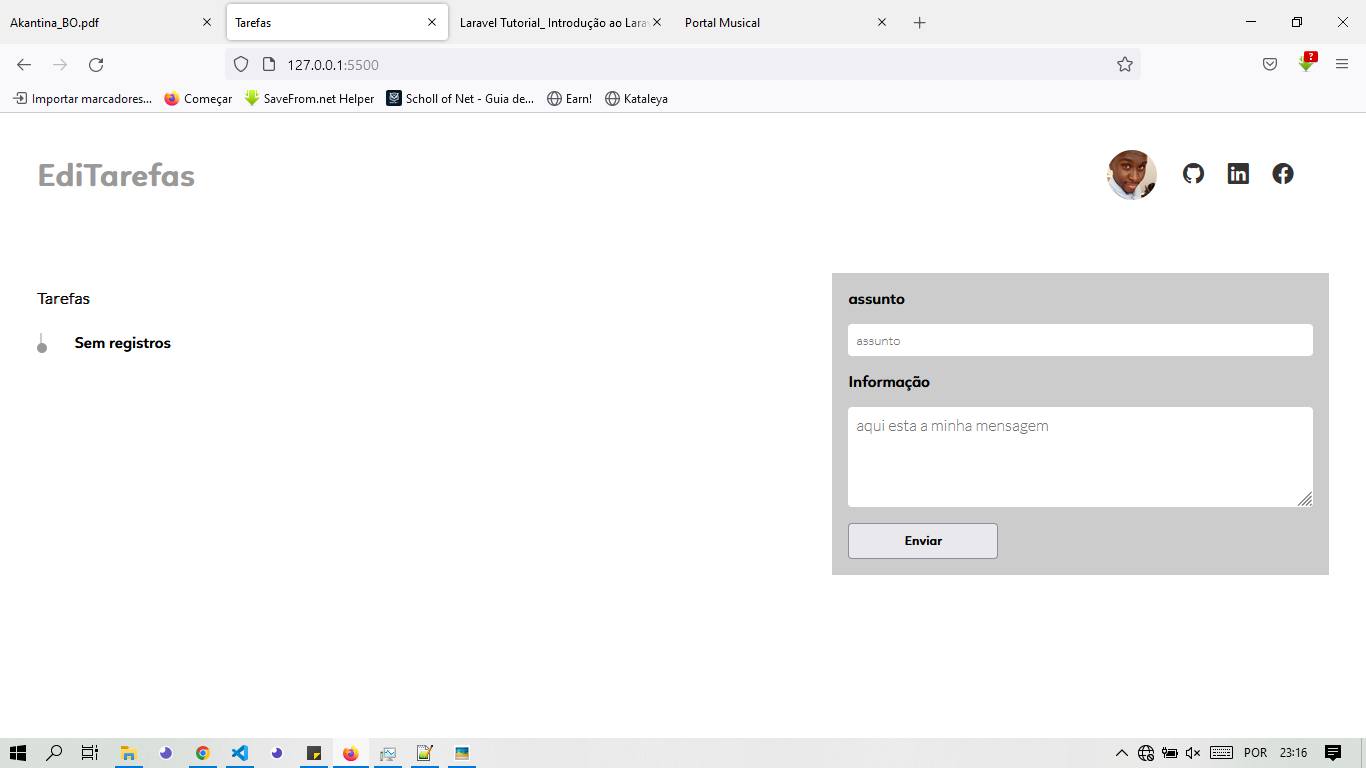 Akantina_BO.pdf
Tarefas
Laravel Tutorial_ Introdução ao Lara
Portal Musical
127.0.0.1:5500
?
Importar marcadores...
Começar
SaveFrom.net Helper
Scholl of Net - Guia de...
Earn!
Kataleya
EdiTarefas
Tarefas
Sem registros
assunto
assunto
Informação
aqui esta a minha mensagem
Enviar
POR
23:16